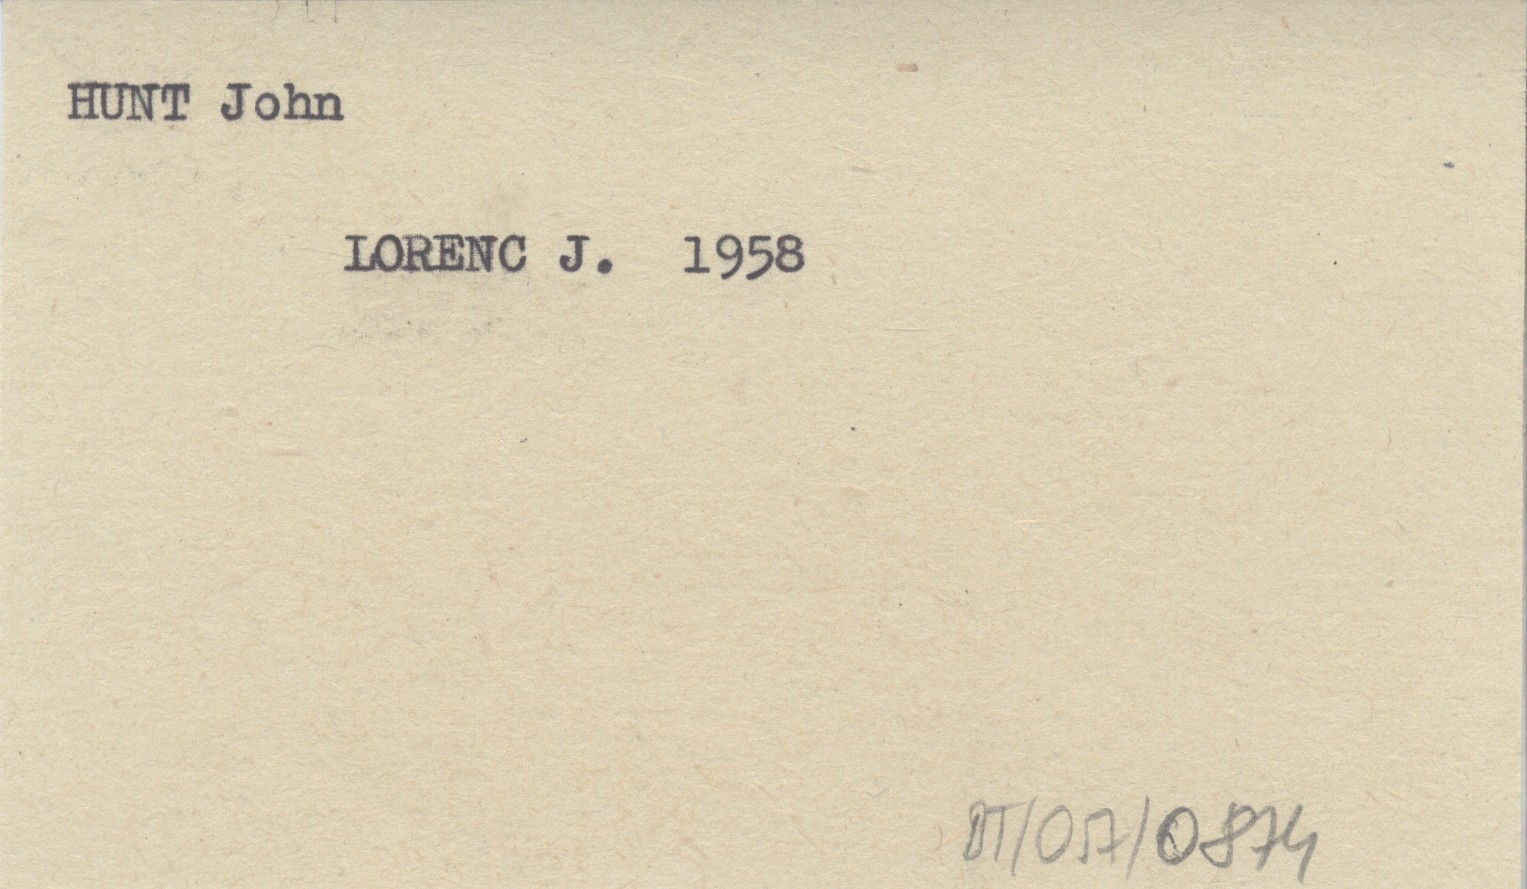 HUNT John
LORENC J. 1958
BT/057/0874